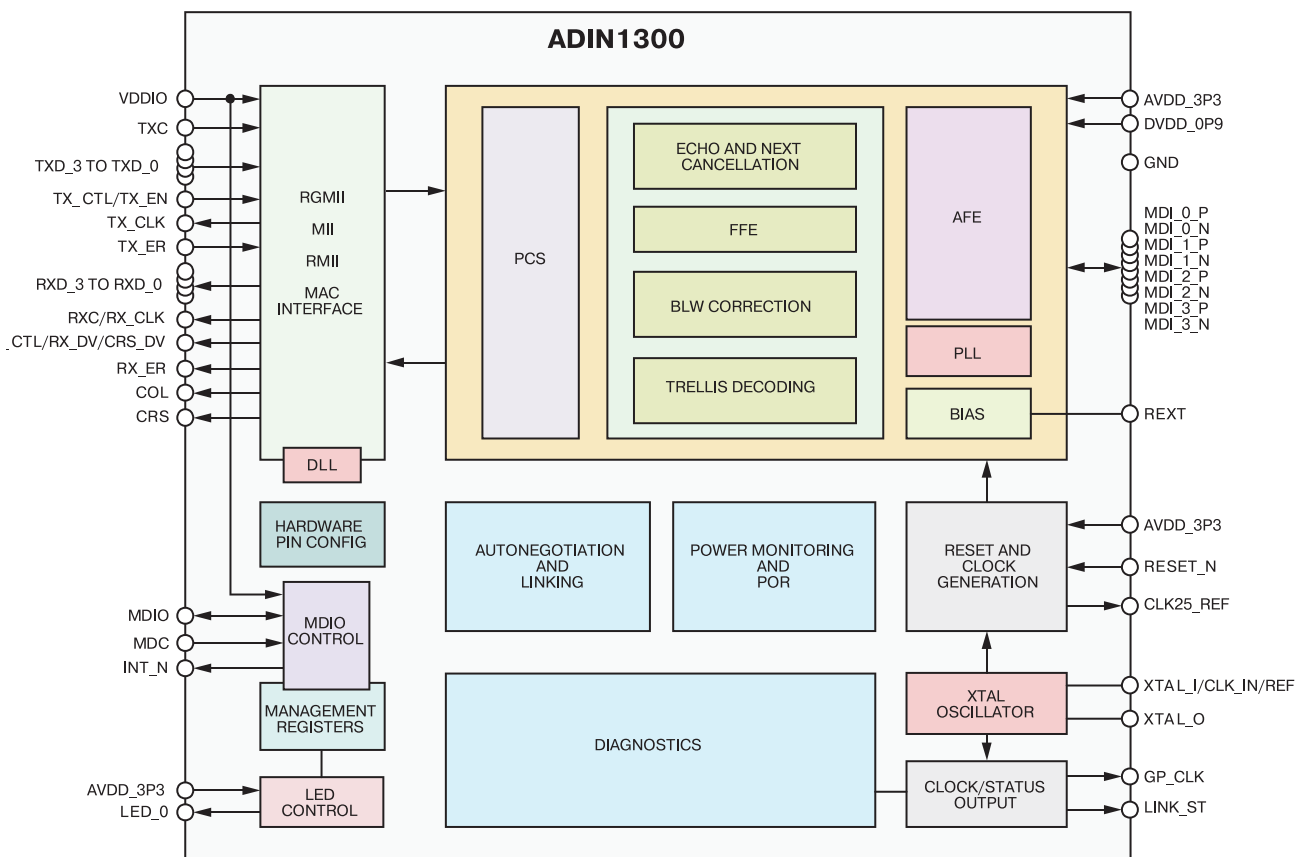 ADIN1300
VDDIO
TXC
TXD_3 TO TXD_0
TX_CTL/TX_EN
TX_CLK
TX_ER
RXD_3 TO RXD_0
RXC/RX_CLK
_CTL/RX_DV/CRS_DV
RX_ER
COL
CRS
RGMII
MII
RMII
MAC
INTERFACE
DLL
PCS
ECHO AND NEXT
CANCELLATION
FFE
BLW CORRECTION
TRELLIS DECODING
AFE
PLL
BIAS
AVDD_3P3
DVDD_0P9
GND
MDI_0_P
MDI_0_N
MDI_1_P
MDI_1_N
MDI_2_P
MDI_2_N
MDI_3_P
MDI_3_N
REXT
HARDWARE
PIN CONFIG
AUTONEGOTIATION
AND
LINKING
POWER MONITORING
AND
POR
RESET AND
CLOCK
GENERATION
AVDD_3P3
RESET_N
CLK25_REF
MDIO
MDC
INT_N
MDIO
CONTROL
MANAGEMENT
REGISTERS
DIAGNOSTICS
XTAL
OSCILLATOR
XTAL_I/CLK_IN/REF
XTAL_O
AVDD_3P3
LED_0
LED
CONTROL
CLOCK/STATUS
OUTPUT
GP_CLK
LINK_ST